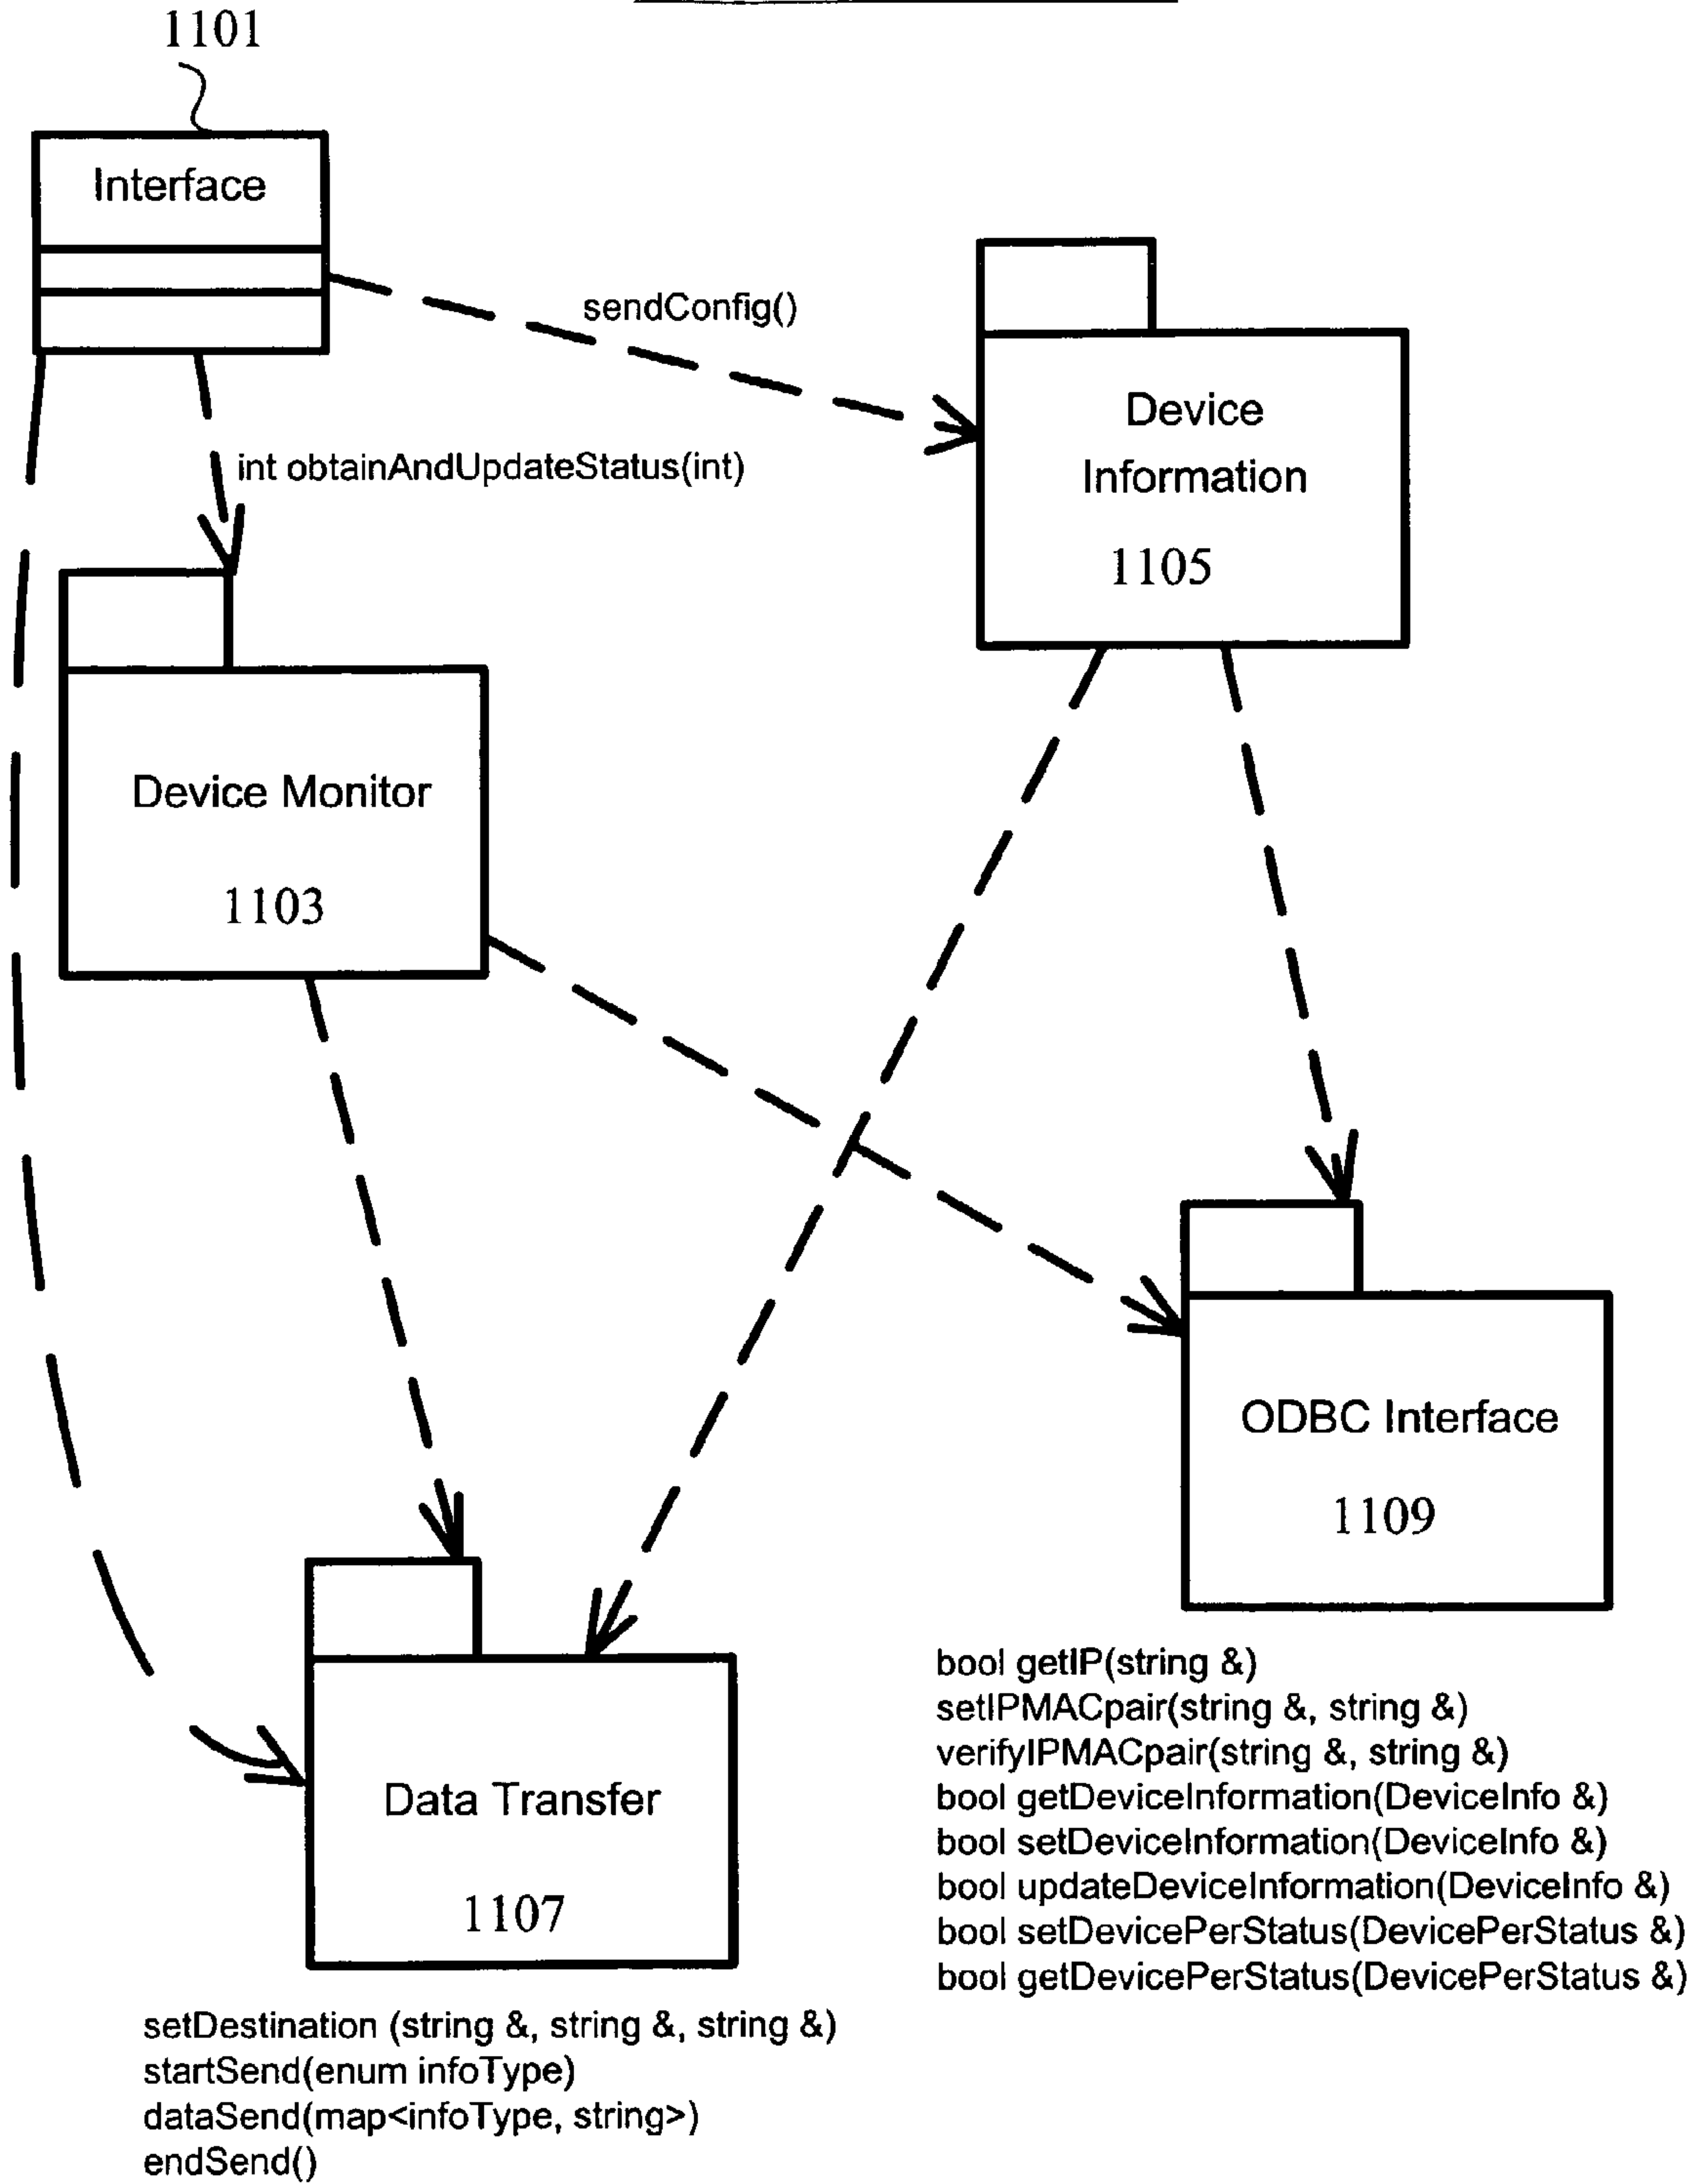 1101
Interface
sendConfig()
Device
Information
1105
int obtainAndUpdateStatus(int)
Device Monitor
1103
ODBC Interface
1109
bool getIP(string &)
setIPMACpair(string &, string &)
verifyIPMACpair(string &, string &)
bool getDeviceInformation(DeviceInfo &)
bool setDeviceInformation(DeviceInfo &)
bool updateDeviceInformation(DeviceInfo &)
bool setDevicePerStatus(DevicePerStatus &)
bool getDevicePerStatus(DevicePerStatus &)
Data Transfer
1107
setDestination (string &, string &, string &)
startSend(enum infoType)
dataSend(map<infoType, string>)
endSend()